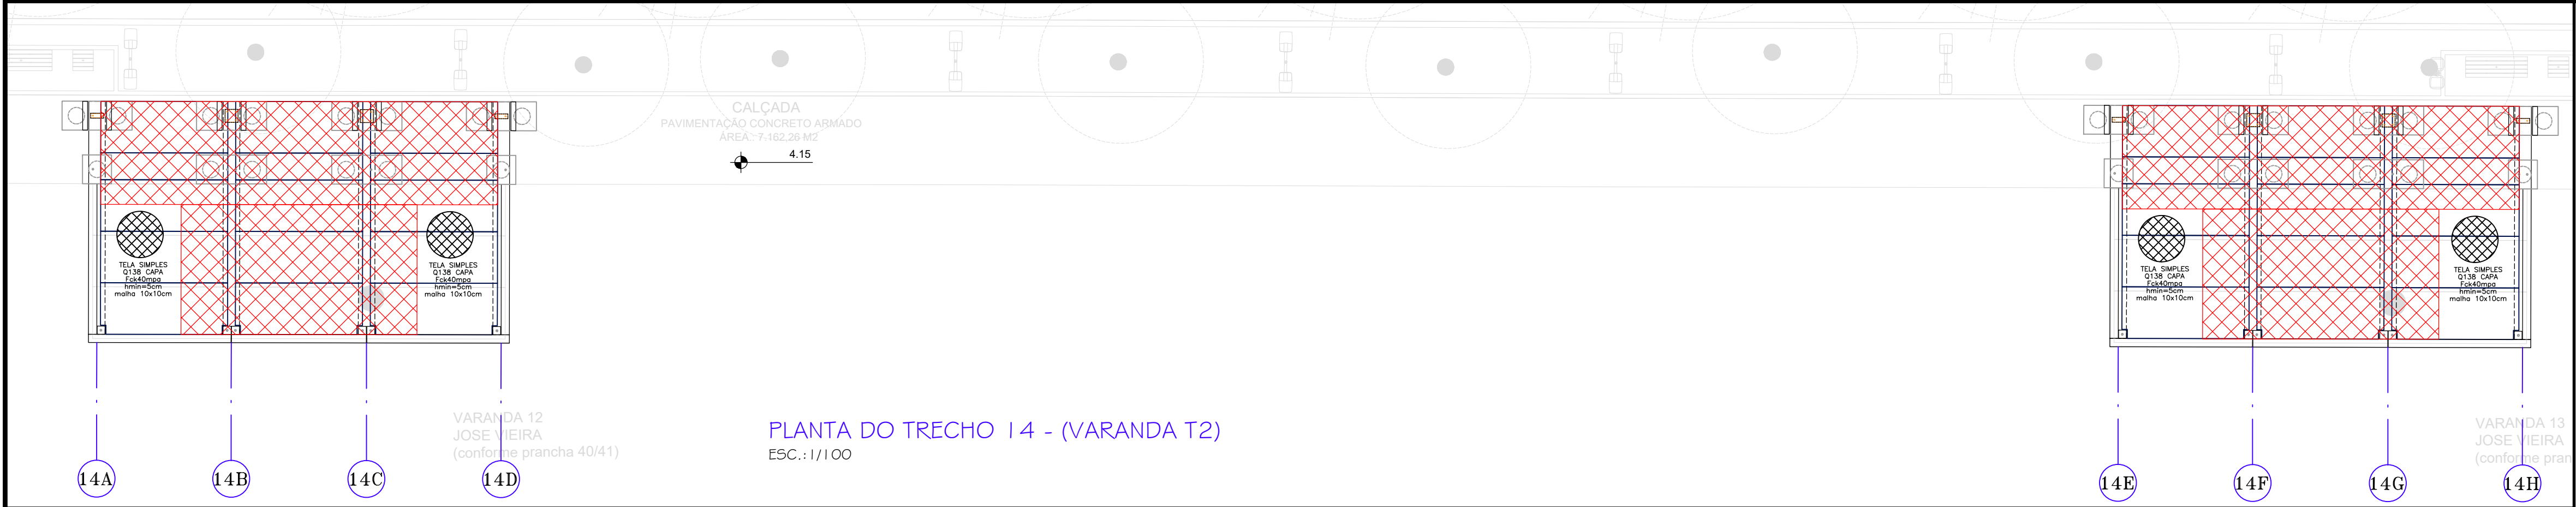 CALÇADA
PAVIMENTAÇÃO CONCRETO ARMADO
ÁREA.: 7.162,26 M2
4.15
TELA SIMPLES
Q138 CAPA
Fck40mpa
hmin=5cm
malha 10x10cm
TELA SIMPLES
Q138 CAPA
Fck40mpa
hmin=5cm
malha 10x10cm
TELA SIMPLES
Q138 CAPA
Fck40mpa
hmin=5cm
malha 10x10cm
TELA SIMPLES
Q138 CAPA
Fck40mpa
hmin=5cm
malha 10x10cm
VARANDA 12
JOSE VIEIRA
(conforme prancha 40/41)
PLANTA DO TRECHO 14 - (VARANDA T2)
ESC.: 1/100
VARANDA 13
JOSE VIEIRA
(conforme pran
14A
14B
14C
14D
14E
14F
14G
14H